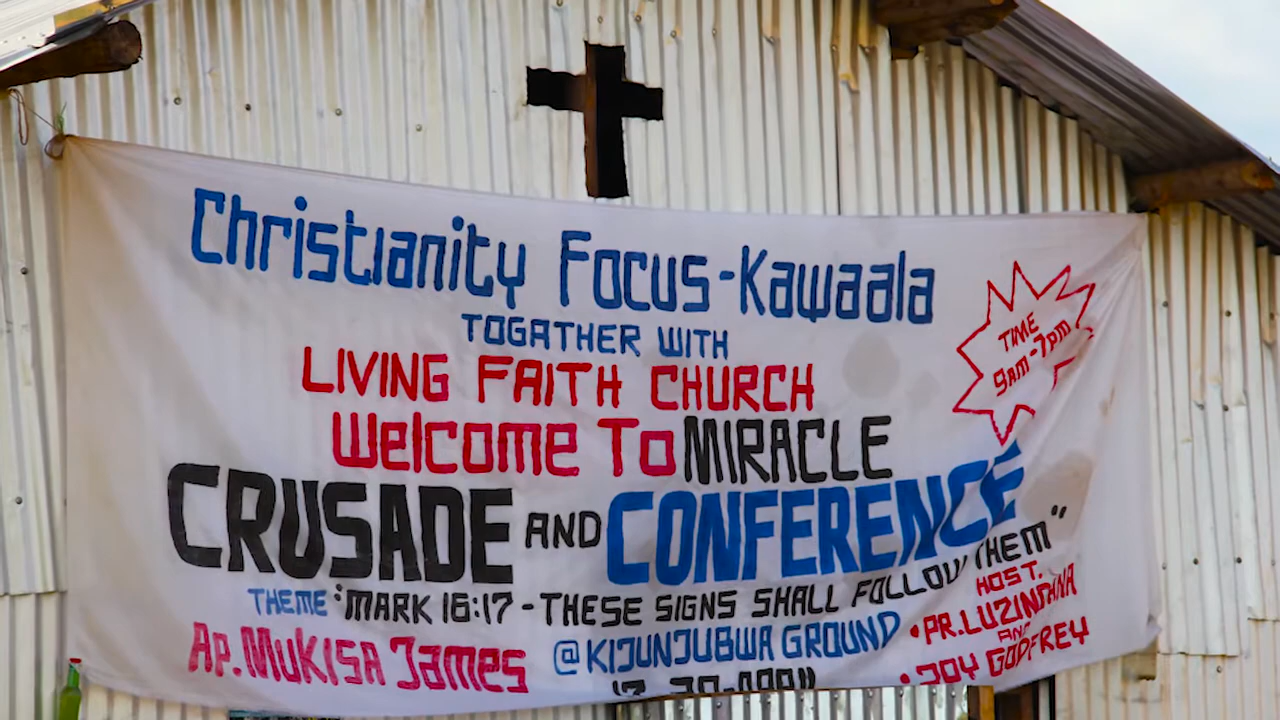 Christianity Focus-Kawaala
TOGATHER WITH
LIVING FAITH CHURCH
Welcome To MIRACLE
CRUSADE AND CONFERENCE
TIME
9am-7pm
THEME "MARK 16:17 - THESE SIGNS SHALL FOLLOW THEM"
Ap. MUKISA James
@KIJUNJUBWA GROUND
HOST.
•PR. LUZINDANA
AND
•JOY GODFREY